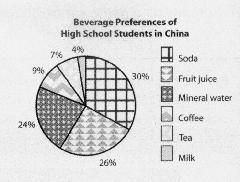 Beverage Preferences of
High School Students in China
4%
7%
9%
30%
24%
26%
Soda
Fruit juice
Mineral water
Coffee
Tea
Milk